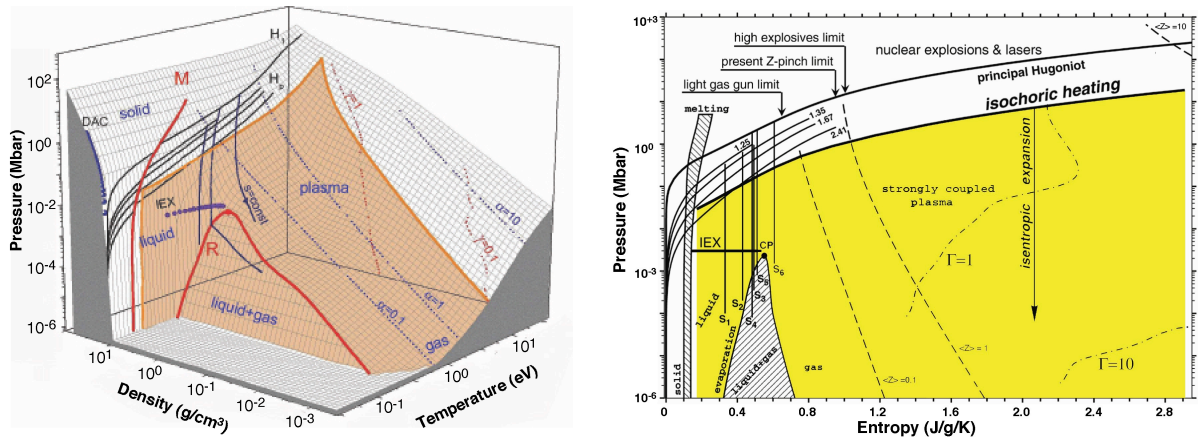 Pressure (Mbar)
10²
10⁰
10⁻²
10⁻⁴
10⁻⁶
DAC
solid
M
H₁
IEX
liquid
R
s=const
plasma
γ=1
γ=0.1
α=10
α=1
α=0.1
liquid+gas
gas
10¹
10⁰
10⁻¹
10⁻²
10⁻³
Density (g/cm³)
10⁻¹
10⁰
10¹
Temperature (eV)
Pressure (Mbar)
10⁺³
10⁰
10⁻³
10⁻⁶
high explosives limit
present Z-pinch limit
light gas gun limit
melting
nuclear explosions & lasers
<Z>=10
principal Hugoniot
isochoric heating
1.25
1.35
1.67
2.41
strongly coupled
plasma
isentropic expansion
Γ=1
Γ=10
IEX
CP
S₁
S₂
S₃
S₄
S₅
S₆
solid
liquid
evaporation
liquid+gas
gas
<Z>=0.1
<Z>=1
0
0.4
0.8
1.2
1.6
2.0
2.4
2.8
Entropy (J/g/K)